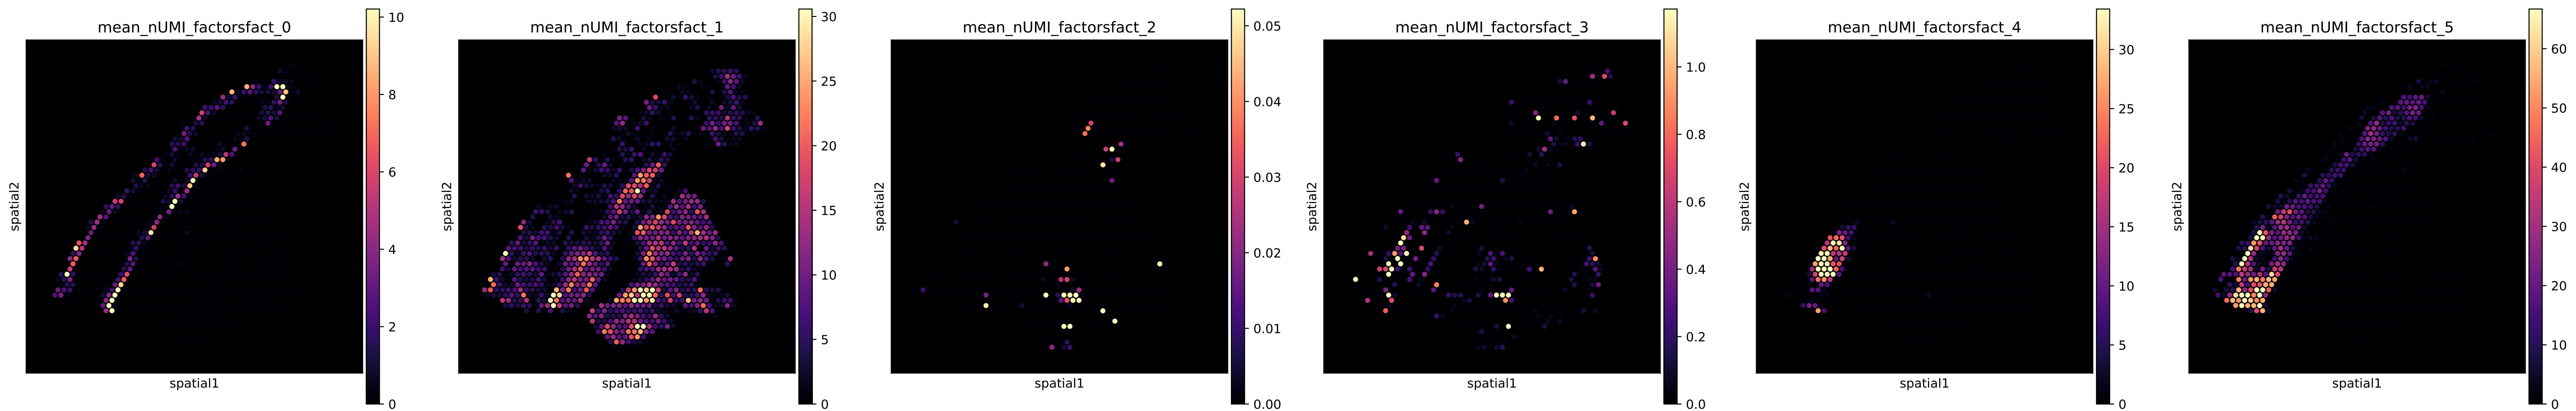 mean_nUMI_factorsfact_0
10
8
6
4
2
0
spatial2
spatial1
mean_nUMI_factorsfact_1
30
25
20
15
10
5
0
spatial2
spatial1
mean_nUMI_factorsfact_2
0.05
0.04
0.03
0.02
0.01
0.00
spatial2
spatial1
mean_nUMI_factorsfact_3
1.0
0.8
0.6
0.4
0.2
0.0
spatial2
spatial1
mean_nUMI_factorsfact_4
30
25
20
15
10
5
0
spatial2
spatial1
mean_nUMI_factorsfact_5
60
50
40
30
20
10
0
spatial2
spatial1